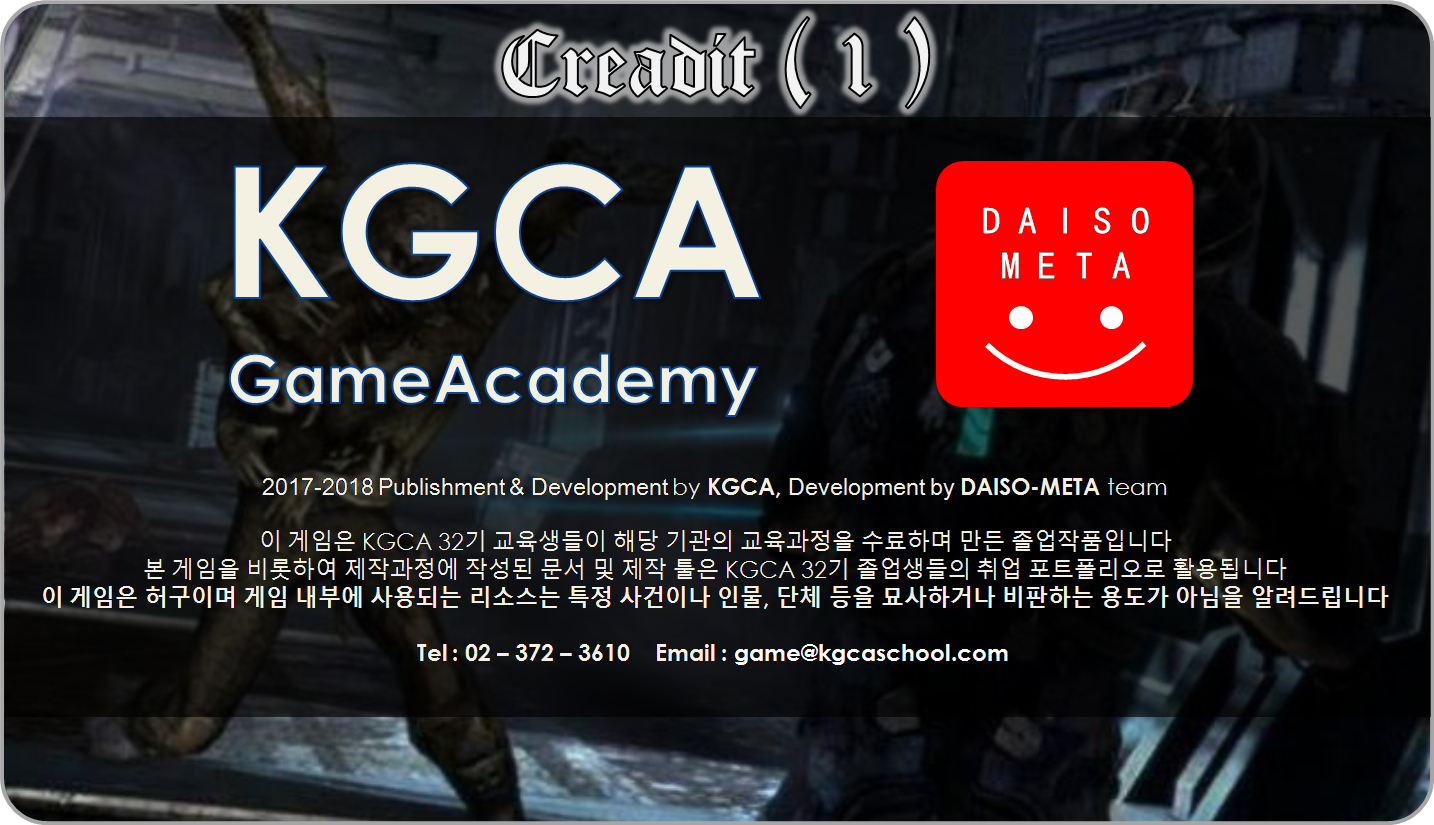 Creadit ( 1 )
KGCA
GameAcademy
DAISO
META
2017-2018 Publishment & Development by KGCA, Development by DAISO-META team
이 게임은 KGCA 32기 교육생들이 해당 기관의 교육과정을 수료하며 만든 졸업작품입니다
본 게임을 비롯하여 제작과정에 작성된 문서 및 제작 툴은 KGCA 32기 졸업생들의 취업 포트폴리오로 활용됩니다
이 게임은 허구이며 게임 내부에 사용되는 리소스는 특정 사건이나 인물, 단체 등을 묘사하거나 비판하는 용도가 아님을 알려드립니다
Tel : 02 – 372 – 3610 Email : game@kgcaschool.com